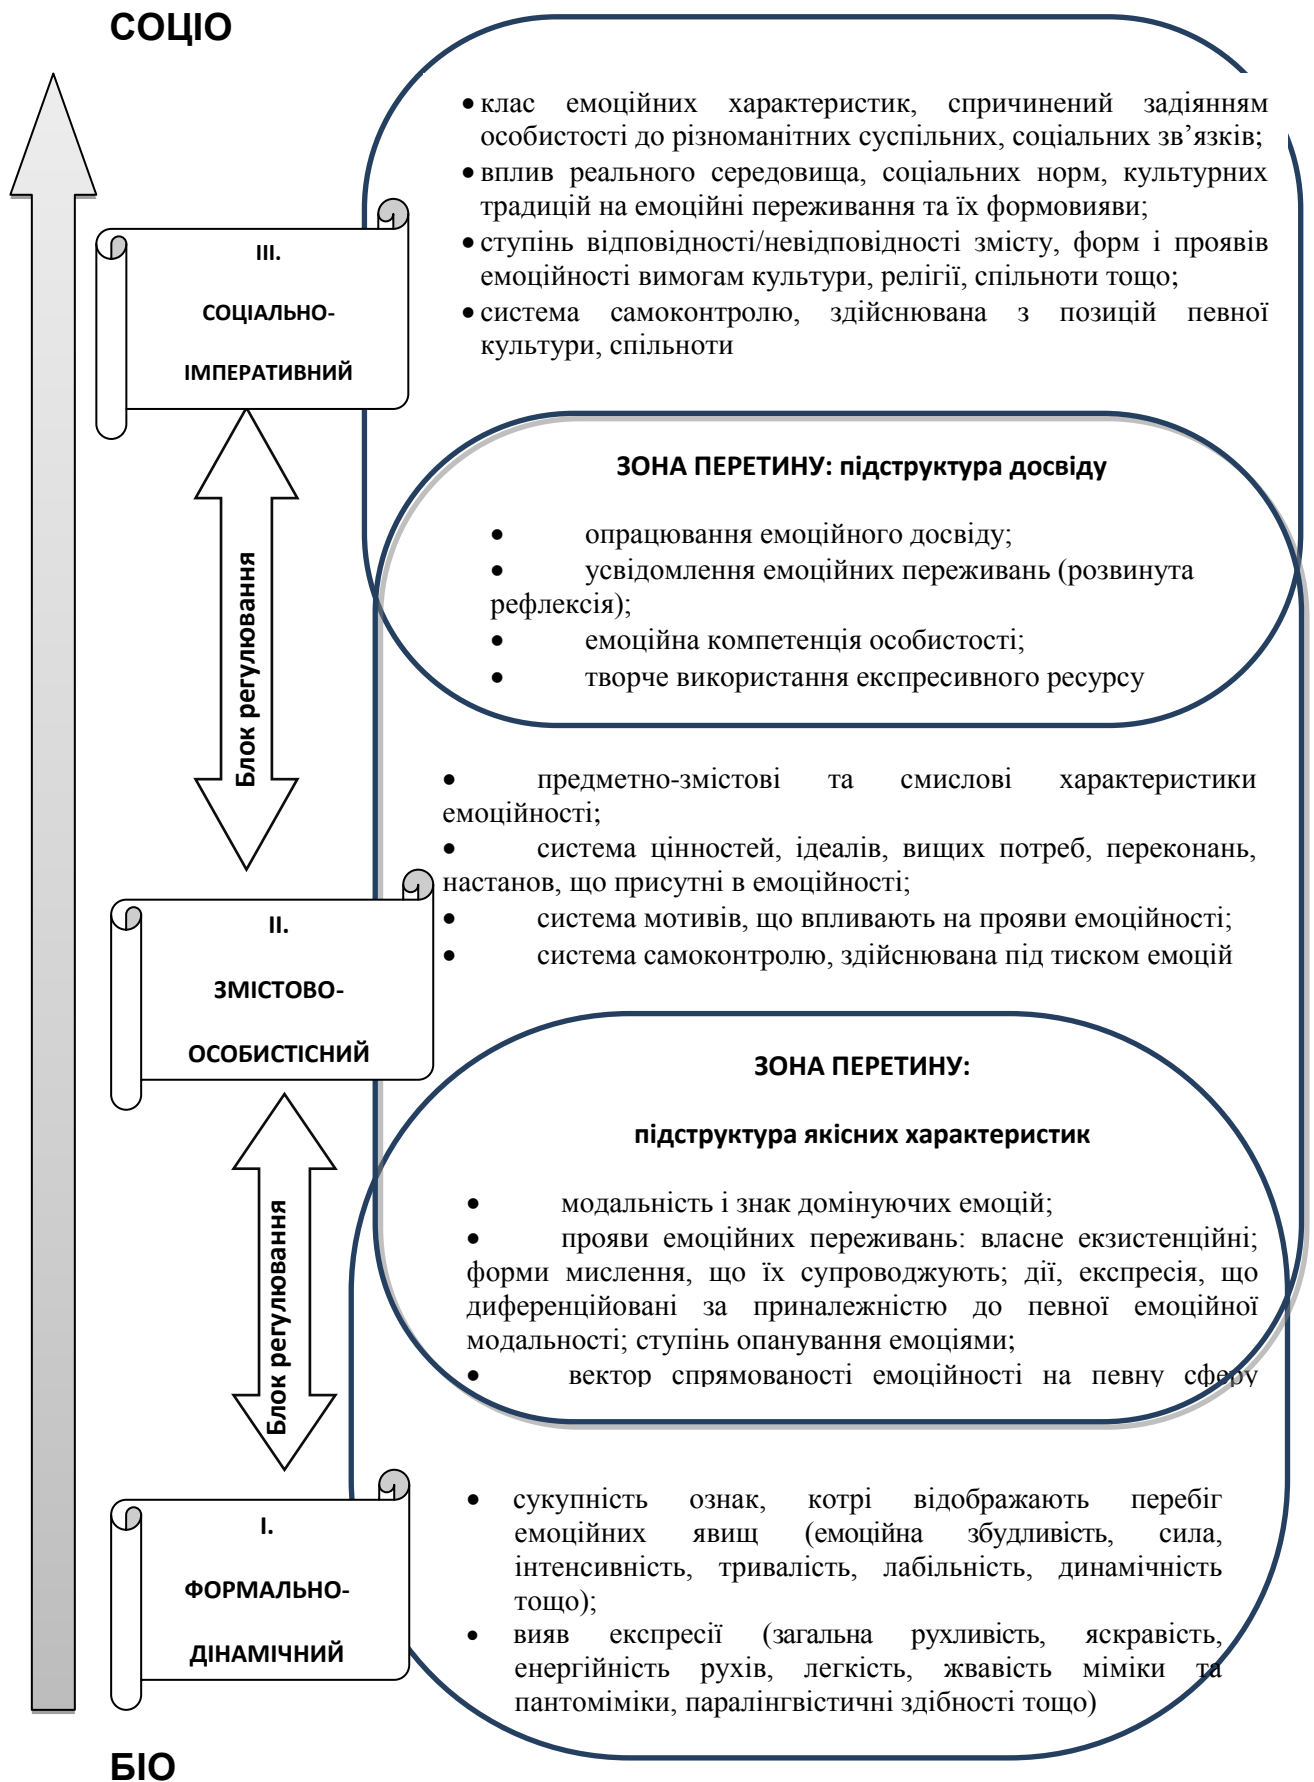 СОЦІО
• клас емоційних характеристик, спричинений задіянням
особистості до різноманітних суспільних, соціальних зв’язків;
• вплив реального середовища, соціальних норм, культурних
традицій на емоційні переживання та їх формовияви;
• ступінь відповідності/невідповідності змісту, форм і проявів
емоційності вимогам культури, релігії, спільноти тощо;
• система самоконтролю, здійснювана з позицій певної
культури, спільноти
III.
СОЦІАЛЬНО-
ІМПЕРАТИВНИЙ
Блок регулювання
ЗОНА ПЕРЕТИНУ: підструктура досвіду
• опрацювання емоційного досвіду;
• усвідомлення емоційних переживань (розвинута
рефлексія);
• емоційна компетенція особистості;
• творче використання експресивного ресурсу
• предметно-змістові та смислові характеристики
емоційності;
• система цінностей, ідеалів, вищих потреб, переконань,
настанов, що присутні в емоційності;
• система мотивів, що впливають на прояви емоційності;
• система самоконтролю, здійснювана під тиском емоцій
II.
ЗМІСТОВО-
ОСОБИСТІСНИЙ
Блок регулювання
ЗОНА ПЕРЕТИНУ:
підструктура якісних характеристик
• модальність і знак домінуючих емоцій;
• прояви емоційних переживань: власне екзистенційні;
форми мислення, що їх супроводжують; дії, експресія, що
диференційовані за приналежністю до певної емоційної
модальності; ступінь опанування емоціями;
• вектор спрямованості емоційності на певну сферу
I.
ФОРМАЛЬНО-
ДІНАМІЧНИЙ
• сукупність ознак, котрі відображають перебіг
емоційних явищ (емоційна збудливість, сила,
інтенсивність, тривалість, лабільність, динамічність
тощо);
• вияв експресії (загальна рухливість, яскравість,
енергійність рухів, легкість, жвавість міміки та
пантоміміки, паралінгвістичні здібності тощо)
БІО